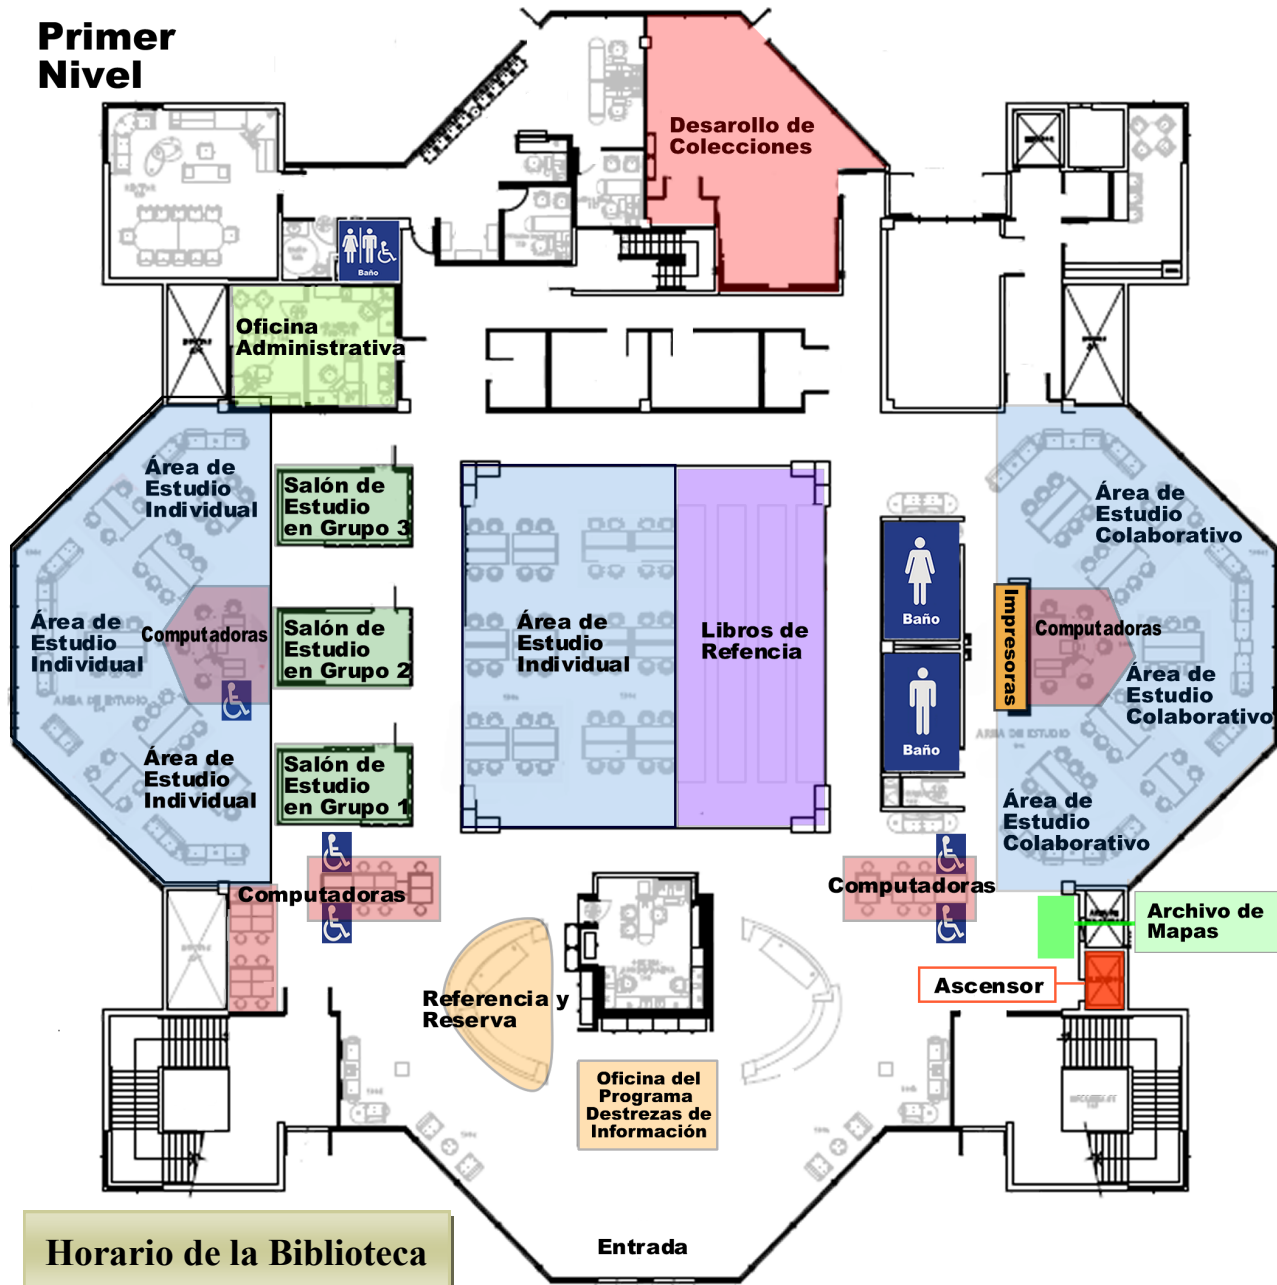 Primer
Nivel
Desarollo de
Colecciones
Baño
Oficina
Administrativa
Área de
Estudio
Individual
Salón de
Estudio
en Grupo 3
Área de
Estudio
Colaborativo
Baño
Área de
Estudio
Individual
Computadoras
Salón de
Estudio
en Grupo 2
Área de
Estudio
Individual
Libros de
Refencia
Impresoras
Computadoras
Área de
Estudio
Colaborativo
Baño
Área de
Estudio
Individual
Salón de
Estudio
en Grupo 1
Área de
Estudio
Colaborativo
Computadoras
Computadoras
Archivo de
Mapas
Ascensor
Referencia y
Reserva
Oficina del
Programa
Destrezas de
Información
Entrada
Horario de la Biblioteca